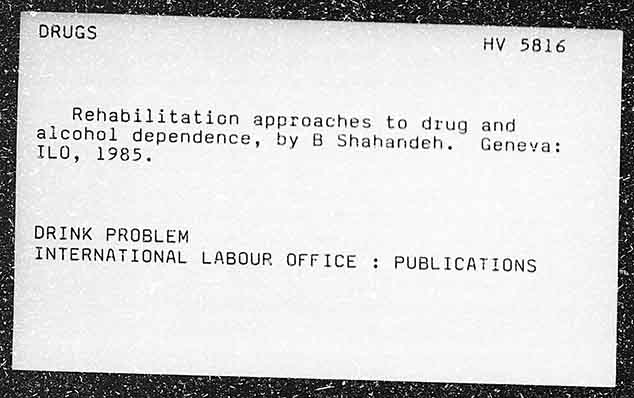 DRUGS
HV 5816
Rehabilitation approaches to drug and
alcohol dependence, by B Shahandeh. Geneva:
ILO, 1985.
DRINK PROBLEM
INTERNATIONAL LABOUR OFFICE : PUBLICATIONS